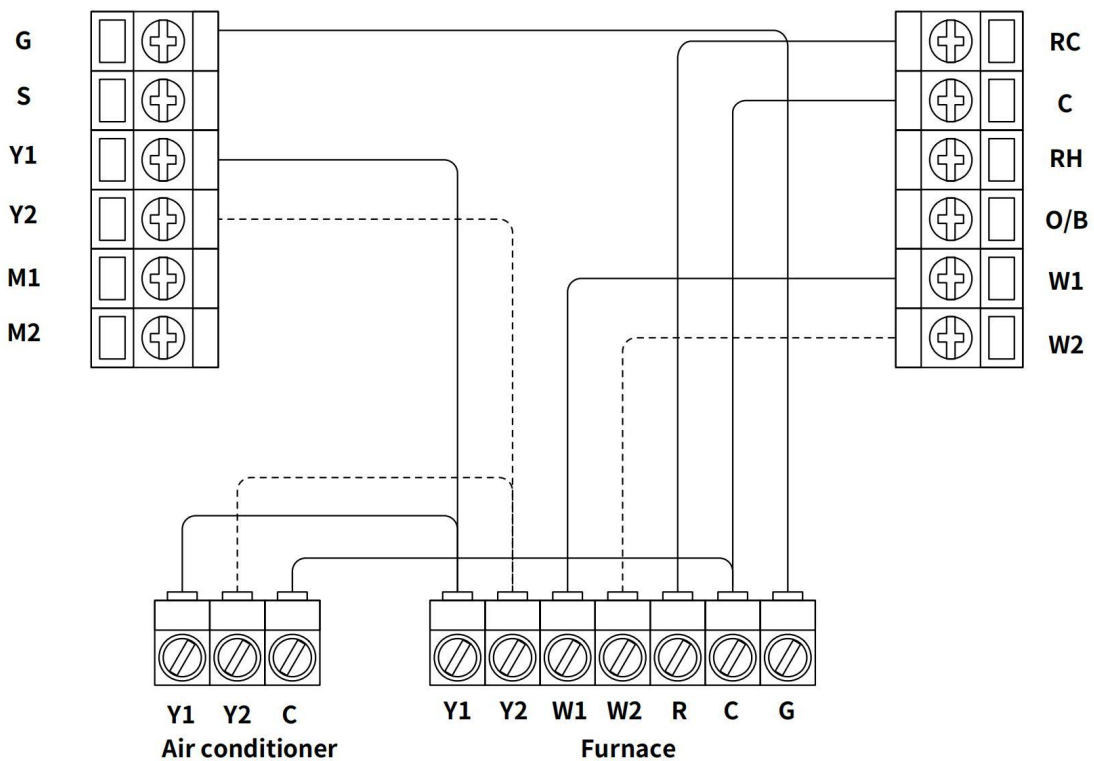 G
S
Y1
Y2
M1
M2
RC
C
RH
O/B
W1
W2
Y1 Y2 C
Air conditioner
Y1 Y2 W1 W2 R C G
Furnace